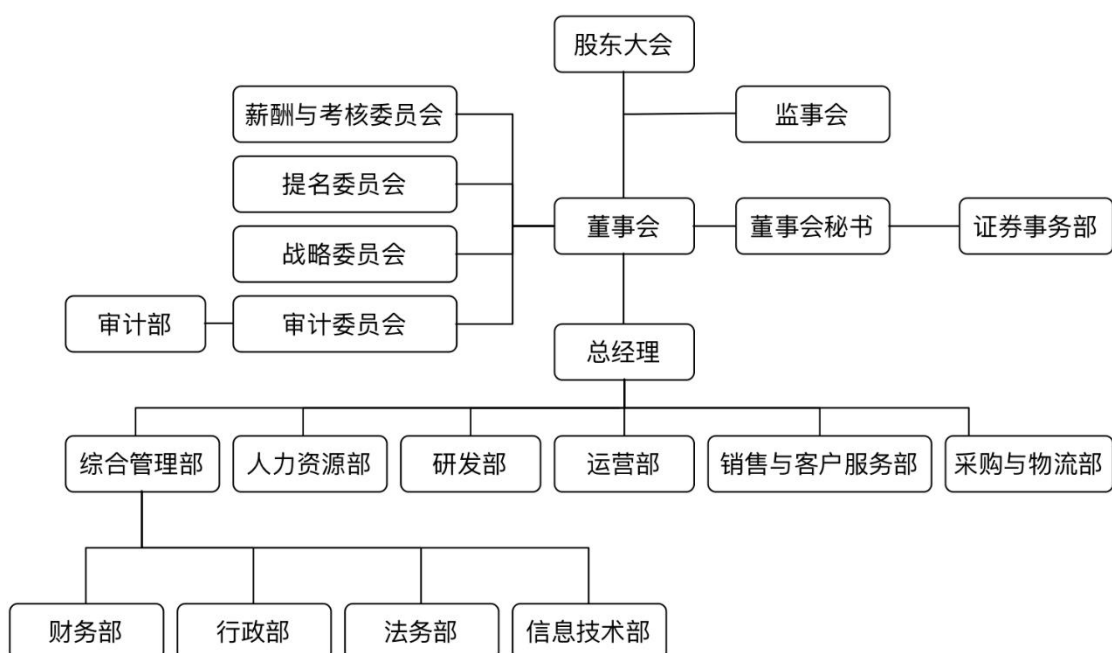 股东大会
薪酬与考核委员会
监事会
提名委员会
董事会
董事会秘书
证券事务部
战略委员会
审计部
审计委员会
总经理
综合管理部
人力资源部
研发部
运营部
销售与客户服务部
采购与物流部
财务部
行政部
法务部
信息技术部